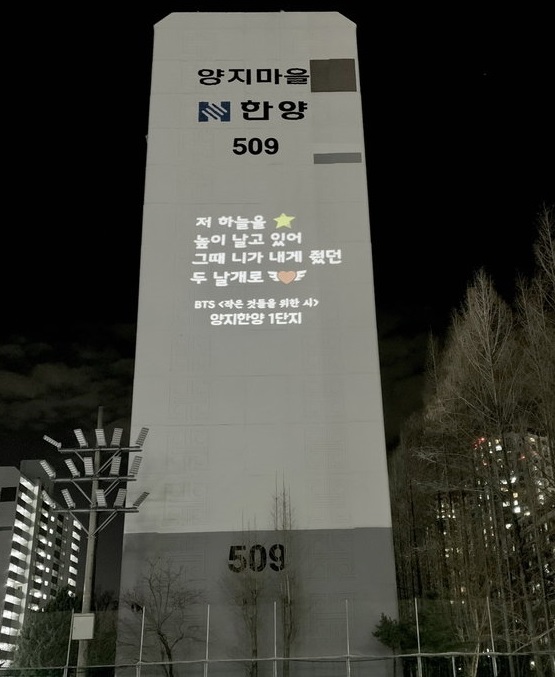 양지마을
한양
509
저 하늘을
높이 날고 있어
그때 니가 내게 줬던
두 날개로
BTS <작은 것들을 위한 시>
양지한양 1단지
509